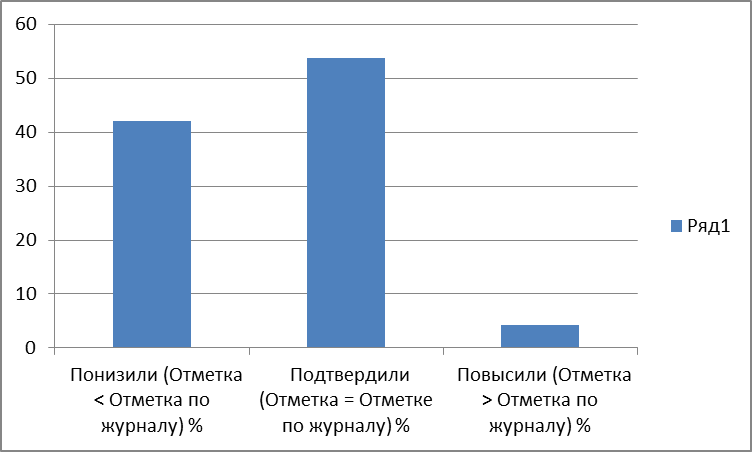 60
50
40
30
20
10
0
Понизили (Отметка
< Отметка по
журналу) %
Подтвердили
(Отметка = Отметке
по журналу) %
Повысили (Отметка
> Отметка по
журналу) %
Ряд1